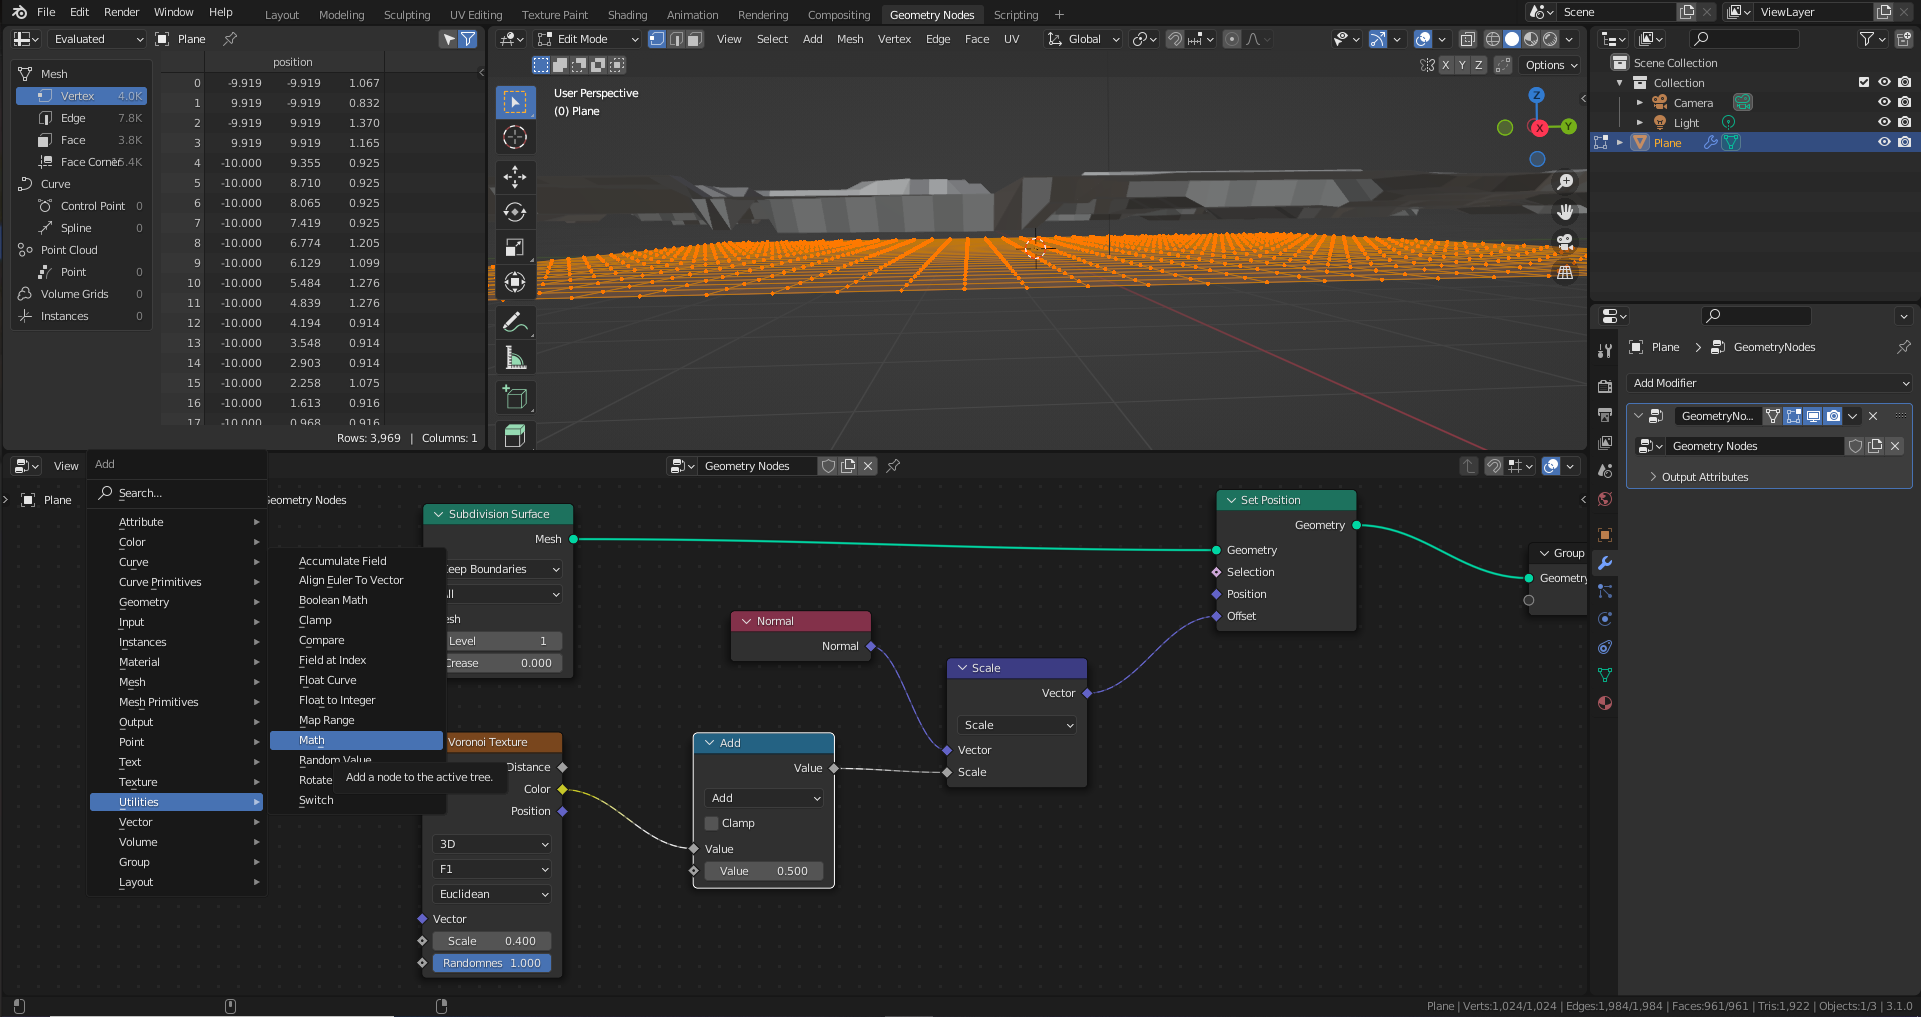 File Edit Render Window Help Layout Modeling Sculpting UV Editing Texture Paint Shading Animation Rendering Compositing Geometry Nodes Scripting + Scene ViewLayer
Evaluated Plane
Edit Mode View Select Add Mesh Vertex Edge Face UV Global
X Y Z Options
position
Mesh
Vertex 4.0K
Edge 7.8K
Face 3.8K
Face Corner 15.4K
Curve
Control Point 0
Spline 0
Point Cloud
Point 0
Volume Grids 0
Instances 0
0 -9.919 -9.919 1.067
1 9.919 -9.919 0.832
2 -9.919 9.919 1.370
3 9.919 9.919 1.165
4 -10.000 9.355 0.925
5 -10.000 8.710 0.925
6 -10.000 8.065 0.925
7 -10.000 7.419 0.925
8 -10.000 6.774 1.205
9 -10.000 6.129 1.099
10 -10.000 5.484 1.276
11 -10.000 4.839 1.276
12 -10.000 4.194 0.914
13 -10.000 3.548 0.914
14 -10.000 2.903 0.914
15 -10.000 2.258 1.075
16 -10.000 1.613 0.916
17 -10.000 0.968 0.916
Rows: 3,969 | Columns: 1
User Perspective
(0) Plane
Z
X
Y
Scene Collection
Collection
Camera
Light
Plane
Plane GeometryNodes
Add Modifier
GeometryNo...
Geometry Nodes
Output Attributes
View Add Geometry Nodes
Plane
Geometry Nodes
Search...
Attribute
Color
Curve
Curve Primitives
Geometry
Input
Instances
Material
Mesh
Mesh Primitives
Output
Point
Text
Texture
Utilities
Vector
Volume
Group
Layout
Accumulate Field
Align Euler To Vector
Boolean Math
Clamp
Compare
Field at Index
Float Curve
Float to Integer
Map Range
Math
Random Value
Rotate
Switch
Add a node to the active tree.
Subdivision Surface
Mesh
eep Boundaries
ll
esh
Level 1
Crease 0.000
Voronoi Texture
Distance
Color
Position
3D
F1
Euclidean
Vector
Scale 0.400
Randomnes 1.000
Normal
Normal
Add
Value
Add
Clamp
Value
Value 0.500
Scale
Vector
Scale
Vector
Scale
Set Position
Geometry
Geometry
Selection
Position
Offset
Group
Geometry
Plane | Verts:1,024/1,024 | Edges:1,984/1,984 | Faces:961/961 | Tris:1,922 | Objects:1/3 | 3.1.0